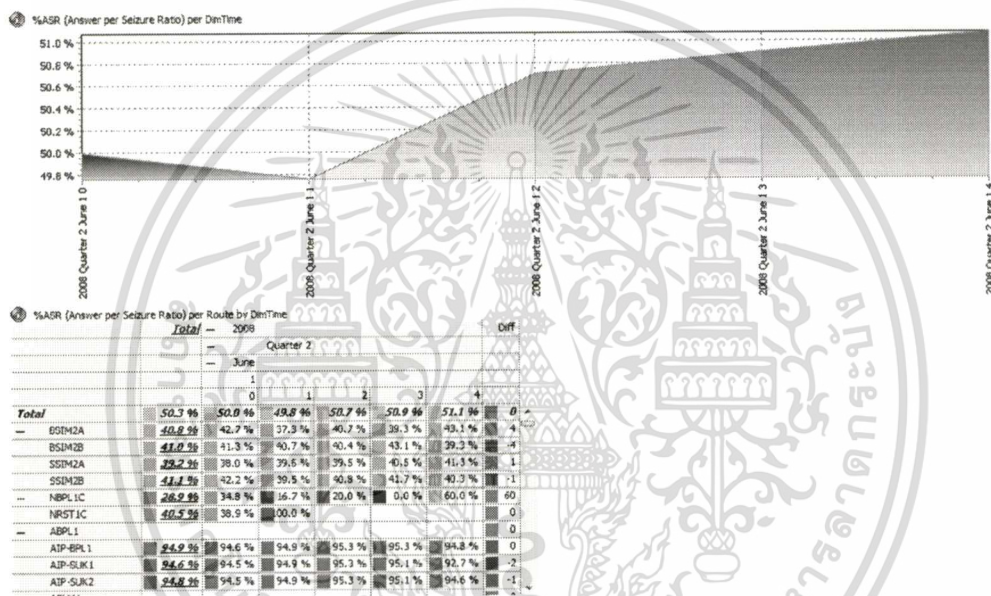 %ASR (Answer per Seizure Ratio) per DimTime
51.0 %
50.8 %
50.6 %
50.4 %
50.2 %
50.0 %
49.8 %
2008 Quarter 2 June 1 0
2008 Quarter 2 June 1 1
2008 Quarter 2 June 1 2
2008 Quarter 2 June 1 3
2008 Quarter 2 June 1 4
%ASR (Answer per Seizure Ratio) per Route by DimTime
Total – 2008 Diff
– Quarter 2
– June
1
0 1 2 3 4
Total 50.3 % 50.0 % 49.8 % 50.7 % 50.9 % 51.1 % 0
– BSIM2A 40.8 % 42.7 % 37.3 % 40.7 % 39.3 % 43.1 % 4
BSIM2B 41.0 % 41.3 % 40.7 % 40.4 % 43.1 % 39.3 % -4
SSIM2A 39.2 % 38.0 % 39.6 % 39.5 % 40.5 % 41.3 % 1
SSIM2B 41.1 % 42.2 % 39.5 % 40.8 % 41.7 % 40.3 % -1
– NBPL1C 26.9 % 34.8 % 16.7 % 20.0 % 0.0 % 60.0 % 60
NRST1C 40.5 % 38.9 % 100.0 % 0
– ABPL1 0
AIP-BPL1 94.9 % 94.6 % 94.9 % 95.3 % 95.3 % 94.8 % 0
AIP-SUK1 94.6 % 94.5 % 94.9 % 95.3 % 95.1 % 92.7 % -2
AIP-SUK2 94.8 % 94.5 % 94.9 % 95.3 % 95.1 % 94.6 % -1